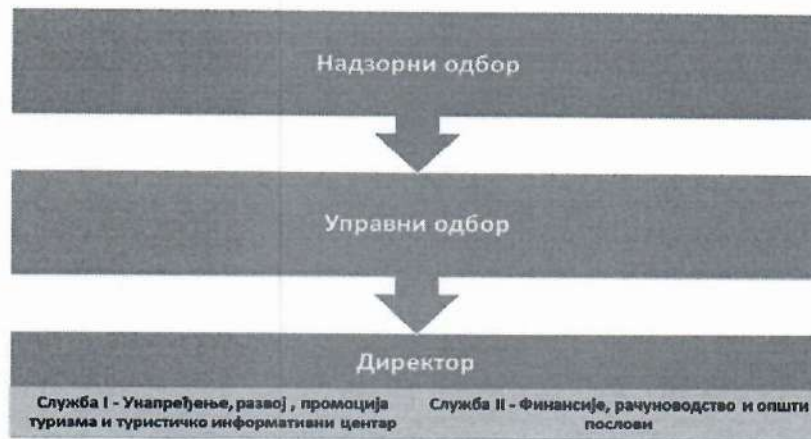 Надзорни одбор
Управни одбор
Директор
Служба I - Унапређење, развој , промоција
туризма и туристичко информативни центар
Служба II - Финансије, рачуноводство и општи
послови